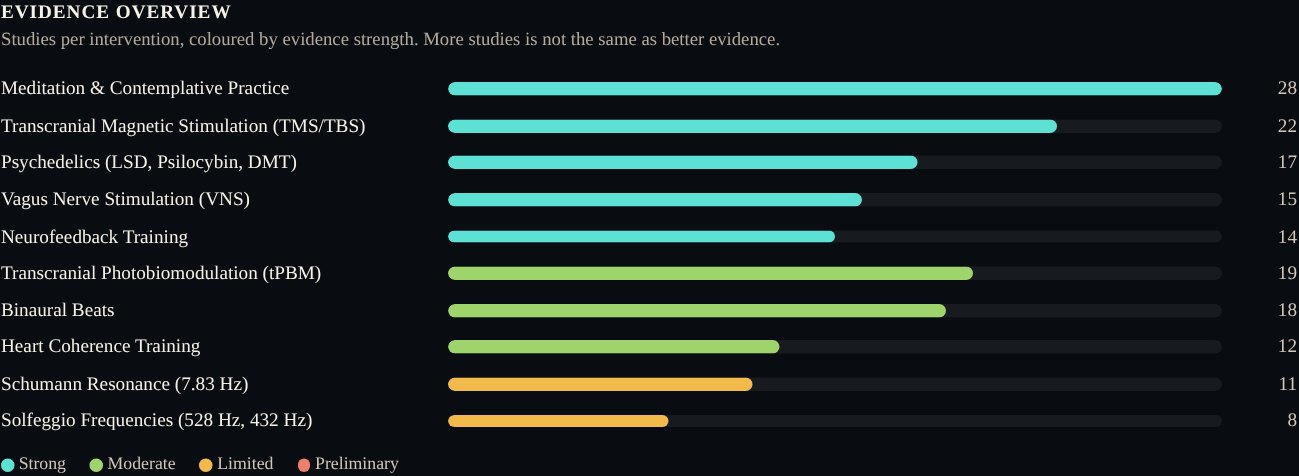 EVIDENCE OVERVIEW
Studies per intervention, coloured by evidence strength. More studies is not the same as better evidence.
Meditation & Contemplative Practice 28
Transcranial Magnetic Stimulation (TMS/TBS) 22
Psychedelics (LSD, Psilocybin, DMT) 17
Vagus Nerve Stimulation (VNS) 15
Neurofeedback Training 14
Transcranial Photobiomodulation (tPBM) 19
Binaural Beats 18
Heart Coherence Training 12
Schumann Resonance (7.83 Hz) 11
Solfeggio Frequencies (528 Hz, 432 Hz) 8
Strong Moderate Limited Preliminary